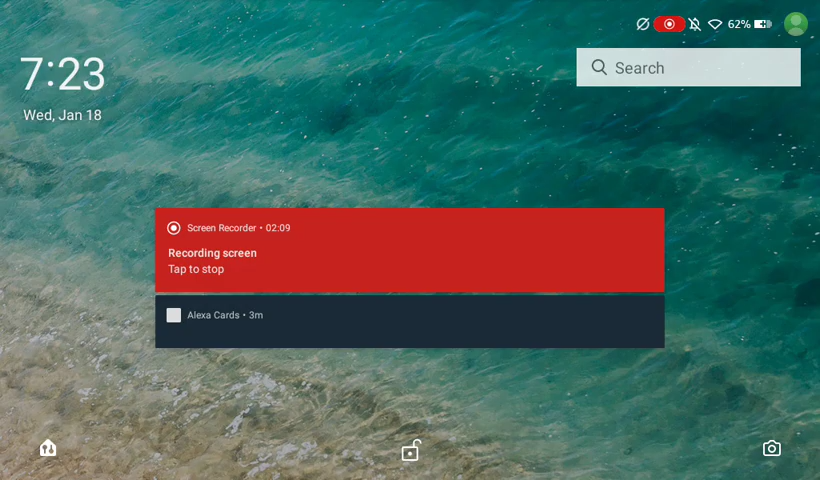 62%
7:23
Search
Wed, Jan 18
Screen Recorder • 02:09
Recording screen
Tap to stop
Alexa Cards • 3m